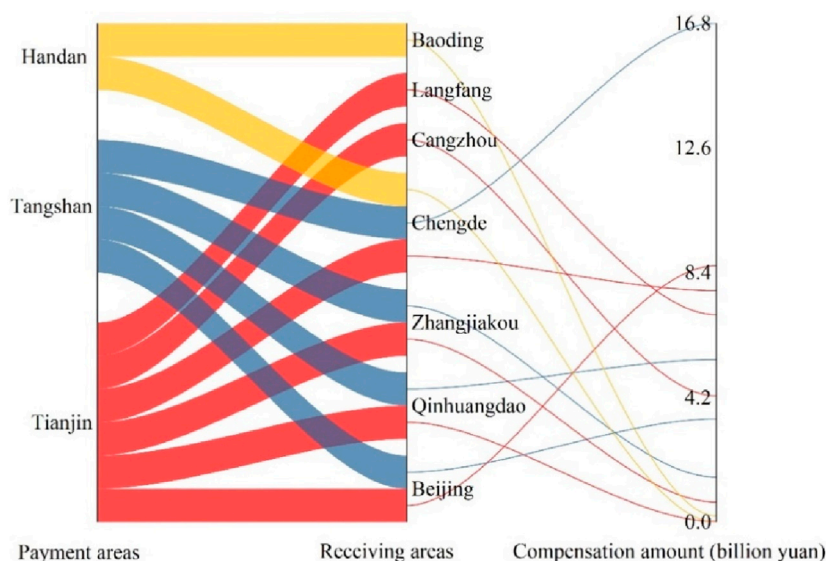 16.8
Handan
Baoding
Langfang
Cangzhou
12.6
Tangshan
Chengde
8.4
Zhangjiakou
4.2
Qinhuangdao
Tianjin
Beijing
0.0
Payment areas
Receiving areas
Compensation amount (billion yuan)